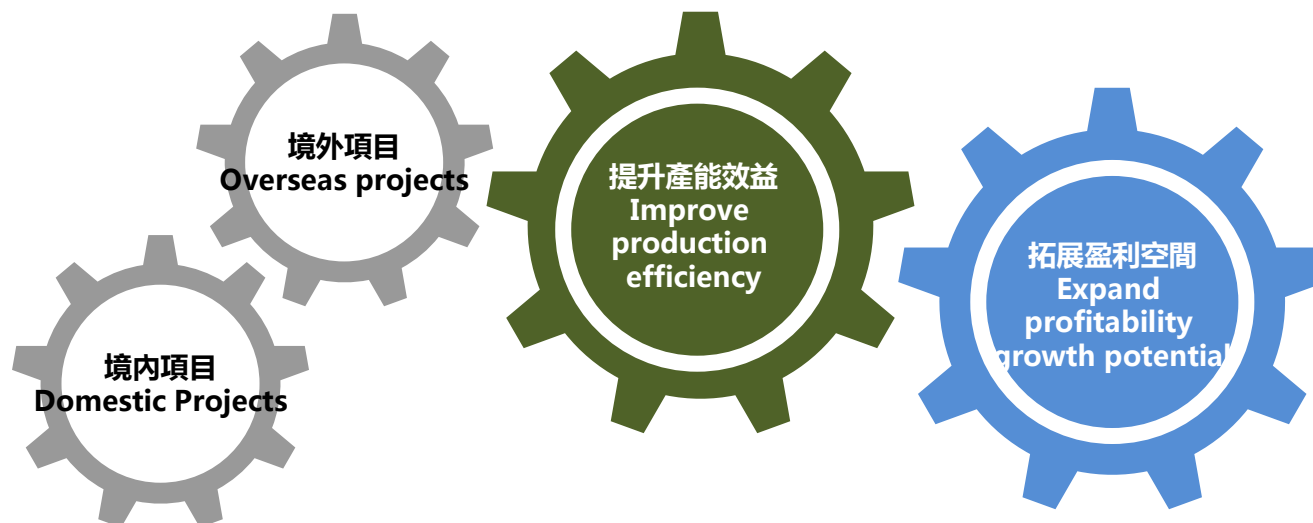 境外項目
Overseas projects
境內項目
Domestic Projects
提升產能效益
Improve
production
efficiency
拓展盈利空間
Expand
profitability
growth potential